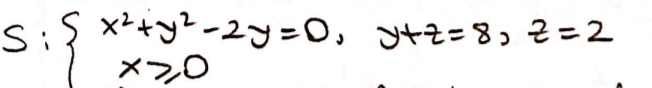 S: { x²+y²-2y=0, y+z=8, z=2
x⩾0